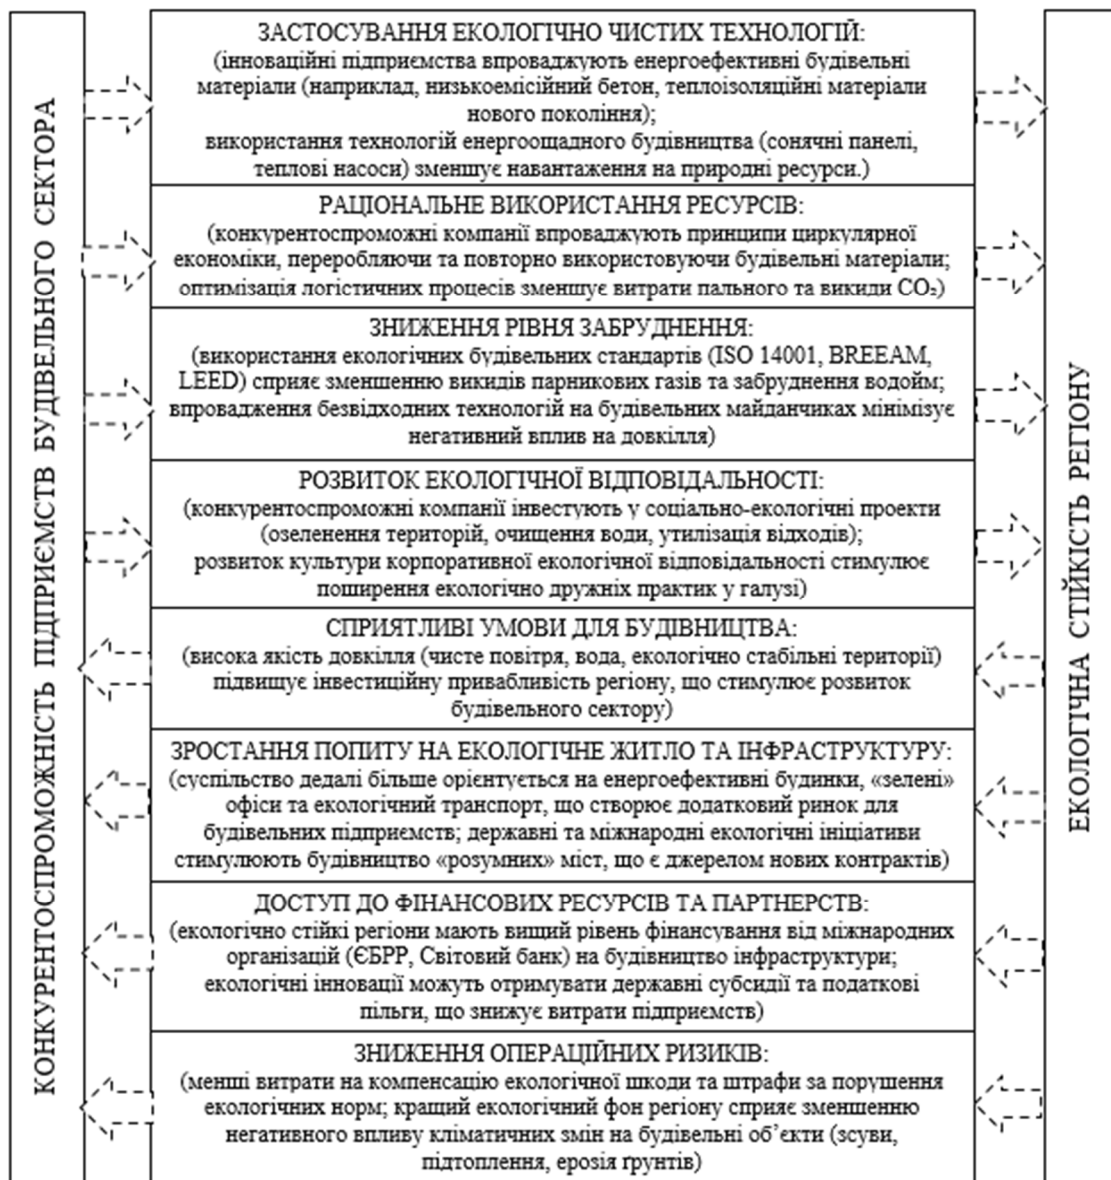 КОНКУРЕНТОСПРОМОЖНІСТЬ ПІДПРИЄМСТВ БУДІВЕЛЬНОГО СЕКТОРА
ЗАСТОСУВАННЯ ЕКОЛОГІЧНО ЧИСТИХ ТЕХНОЛОГІЙ:
(інноваційні підприємства впроваджують енергоефективні будівельні
матеріали (наприклад, низькоемісійний бетон, теплоізоляційні матеріали
нового покоління);
використання технологій енергоощадного будівництва (сонячні панелі,
теплові насоси) зменшує навантаження на природні ресурси.)
РАЦІОНАЛЬНЕ ВИКОРИСТАННЯ РЕСУРСІВ:
(конкурентоспроможні компанії впроваджують принципи циркулярної
економіки, переробляючи та повторно використовуючи будівельні матеріали;
оптимізація логістичних процесів зменшує витрати пального та викиди CO₂)
ЗНИЖЕННЯ РІВНЯ ЗАБРУДНЕННЯ:
(використання екологічних будівельних стандартів (ISO 14001, BREEAM,
LEED) сприяє зменшенню викидів парникових газів та забруднення водойм;
впровадження безвідходних технологій на будівельних майданчиках мінімізує
негативний вплив на довкілля)
РОЗВИТОК ЕКОЛОГІЧНОЇ ВІДПОВІДАЛЬНОСТІ:
(конкурентоспроможні компанії інвестують у соціально-екологічні проекти
(озеленення територій, очищення води, утилізація відходів);
розвиток культури корпоративної екологічної відповідальності стимулює
поширення екологічно дружніх практик у галузі)
СПРИЯТЛИВІ УМОВИ ДЛЯ БУДІВНИЦТВА:
(висока якість довкілля (чисте повітря, вода, екологічно стабільні території)
підвищує інвестиційну привабливість регіону, що стимулює розвиток
будівельного сектору)
ЗРОСТАННЯ ПОПИТУ НА ЕКОЛОГІЧНЕ ЖИТЛО ТА ІНФРАСТРУКТУРУ:
(суспільство дедалі більше орієнтується на енергоефективні будинки, «зелені»
офіси та екологічний транспорт, що створює додатковий ринок для
будівельних підприємств; державні та міжнародні екологічні ініціативи
стимулюють будівництво «розумних» міст, що є джерелом нових контрактів)
ДОСТУП ДО ФІНАНСОВИХ РЕСУРСІВ ТА ПАРТНЕРСТВ:
(екологічно стійкі регіони мають вищий рівень фінансування від міжнародних
організацій (ЄБРР, Світовий банк) на будівництво інфраструктури;
екологічні інновації можуть отримувати державні субсидії та податкові
пільги, що знижує витрати підприємств)
ЗНИЖЕННЯ ОПЕРАЦІЙНИХ РИЗИКІВ:
(менші витрати на компенсацію екологічної шкоди та штрафи за порушення
екологічних норм; кращий екологічний фон регіону сприяє зменшенню
негативного впливу кліматичних змін на будівельні об’єкти (зсуви,
підтоплення, ерозія ґрунтів)
ЕКОЛОГІЧНА СТІЙКІСТЬ РЕГІОНУ